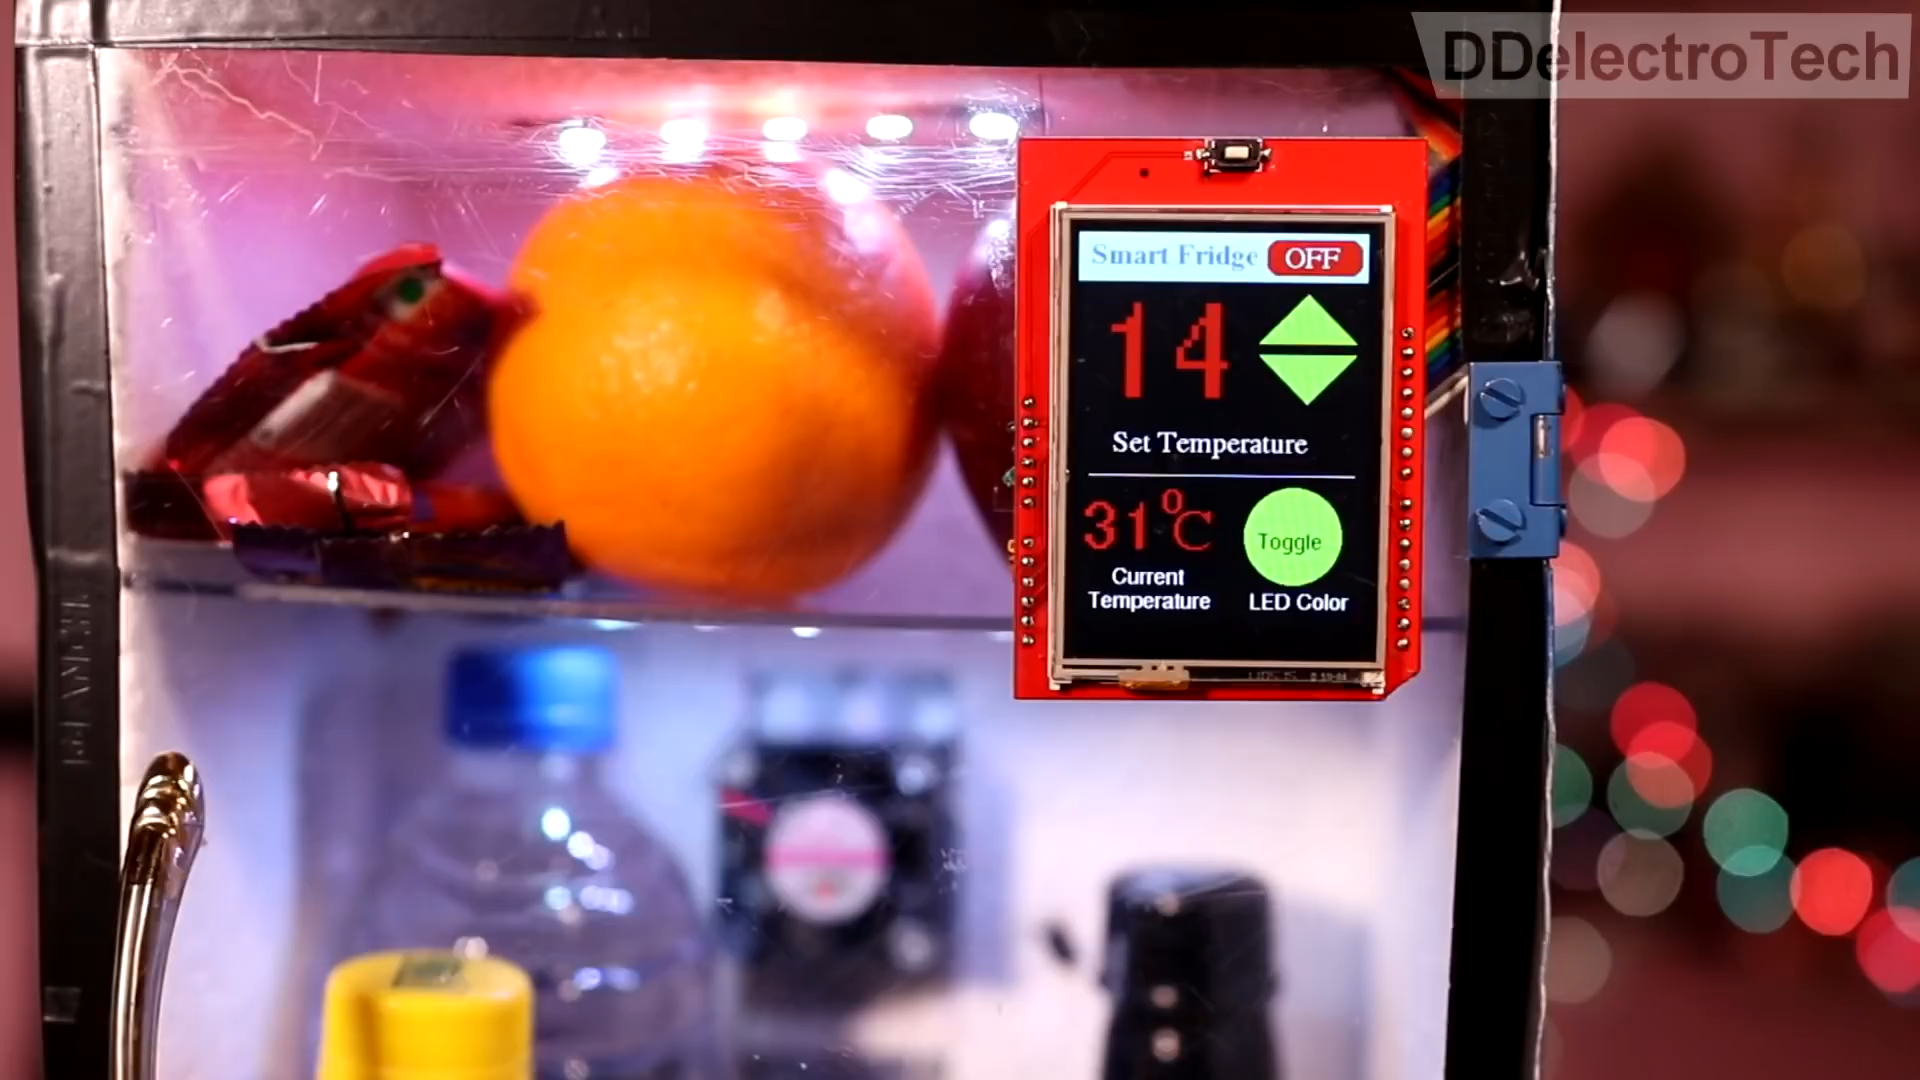 DDelectroTech
Smart Fridge OFF
14
Set Temperature
31°C
Toggle
Current
Temperature
LED Color